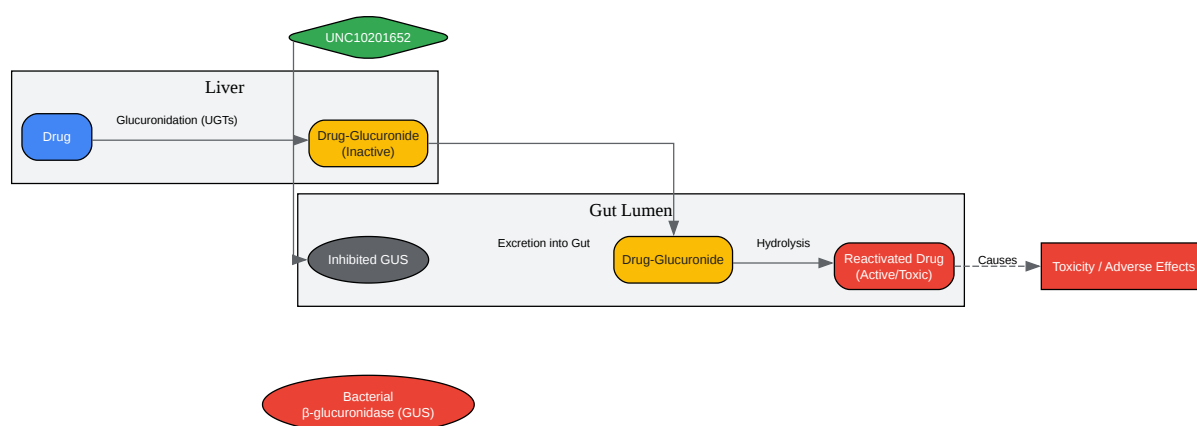 UNC10201652
Liver
Glucuronidation (UGTs)
Drug
Drug-Glucuronide
(Inactive)
Gut Lumen
Excretion into Gut
Hydrolysis
Inhibited GUS
Drug-Glucuronide
Reactivated Drug
(Active/Toxic)
Causes
Toxicity / Adverse Effects
Bacterial
β-glucuronidase (GUS)